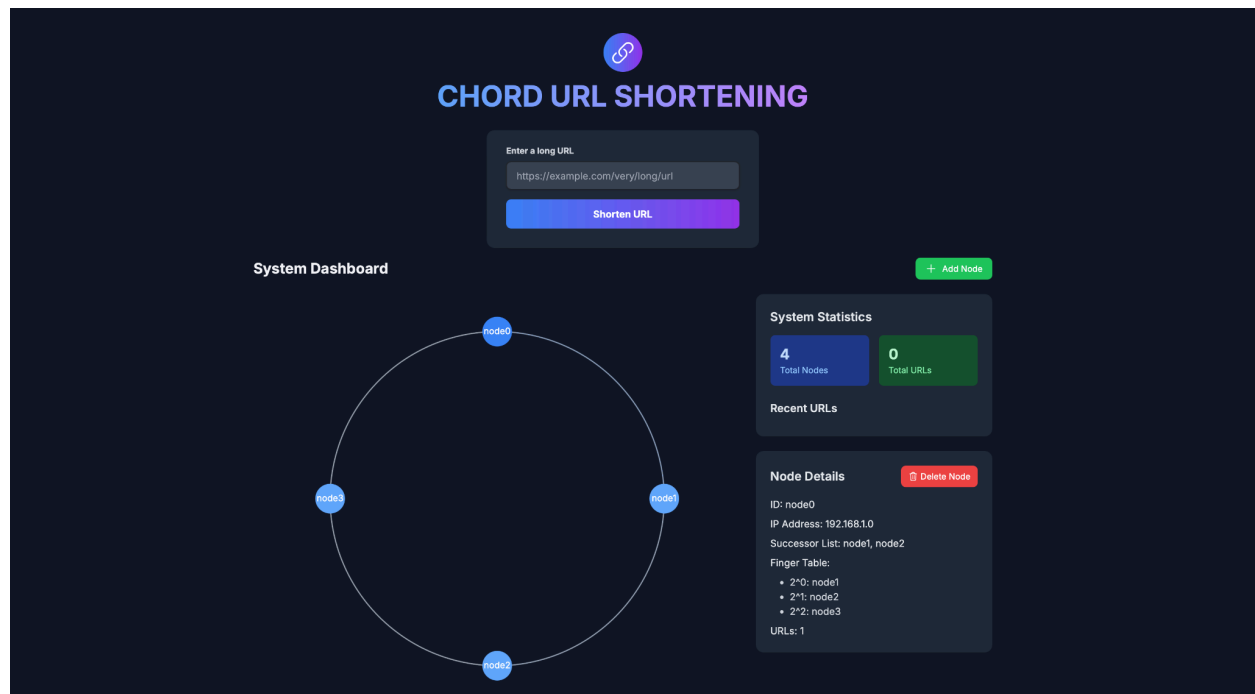 CHORD URL SHORTENING
Enter a long URL
https://example.com/very/long/url
Shorten URL
System Dashboard
+ Add Node
node0
node3
node1
node2
System Statistics
4
Total Nodes
0
Total URLs
Recent URLs
Node Details
Delete Node
ID: node0
IP Address: 192.168.1.0
Successor List: node1, node2
Finger Table:
• 2^0: node1
• 2^1: node2
• 2^2: node3
URLs: 1